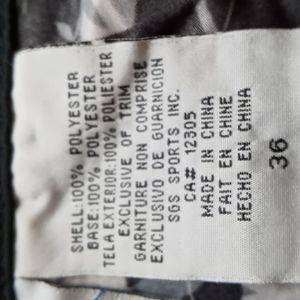 SHELL:100% POLYESTER
BASE:100% POLYESTER
TELA EXTERIOR:100% POLIESTER
EXCLUSIVE OF TRIM
GARNITURE NON COMPRISE
EXCLUSIVO DE GUARNICION
SGS SPORTS INC.
CA# 12305
MADE IN CHINA
FAIT EN CHINE
HECHO EN CHINA
36